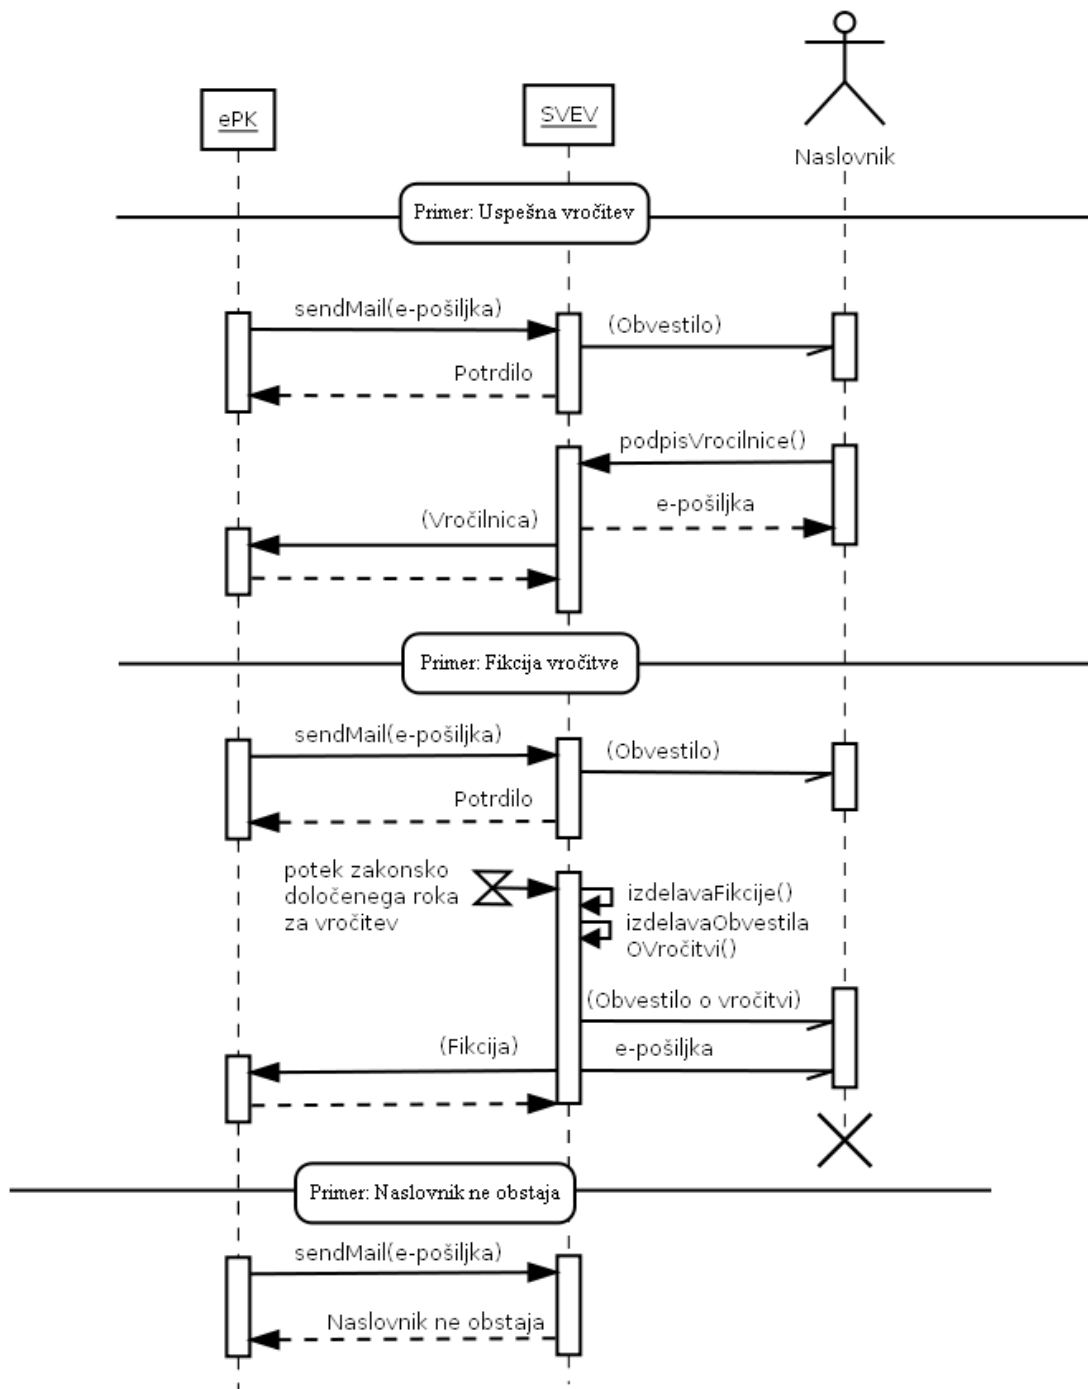 ePK
SVEV
Naslovnik
Primer: Uspešna vročitev
sendMail(e-pošiljka)
(Obvestilo)
Potrdilo
podpisVrocilnice()
e-pošiljka
(Vročilnica)
Primer: Fikcija vročitve
sendMail(e-pošiljka)
(Obvestilo)
Potrdilo
potek zakonsko
določenega roka
za vročitev
izdelavaFikcije()
izdelavaObvestila
OVročitvi()
(Obvestilo o vročitvi)
(Fikcija)
e-pošiljka
Primer: Naslovnik ne obstaja
sendMail(e-pošiljka)
Naslovnik ne obstaja